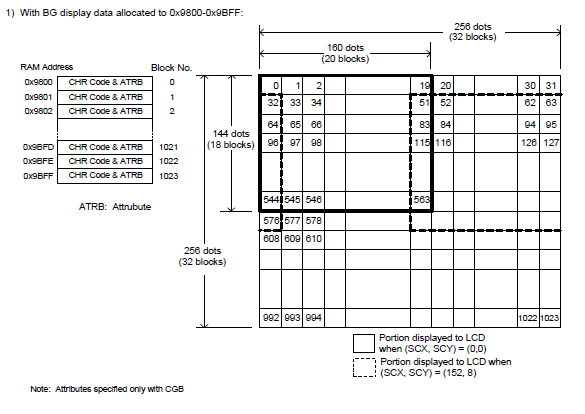 1) With BG display data allocated to 0x9800-0x9BFF:
256 dots
(32 blocks)
160 dots
(20 blocks)
RAM Address Block No.
0x9800 CHR Code & ATRB 0
0x9801 CHR Code & ATRB 1
0x9802 CHR Code & ATRB 2
0x9BFD CHR Code & ATRB 1021
0x9BFE CHR Code & ATRB 1022
0x9BFF CHR Code & ATRB 1023
ATRB: Attrubute
144 dots
(18 blocks)
256 dots
(32 blocks)
0 1 2 19 20 30 31
32 33 34 51 52 62 63
64 65 66 83 84 94 95
96 97 98 115 116 126 127
544 545 546 563
576 577 578
608 609 610
992 993 994 1022 1023
Portion displayed to LCD
when (SCX, SCY) = (0,0)
Portion displayed to LCD when
(SCX, SCY) = (152, 8)
Note: Attributes specified only with CGB